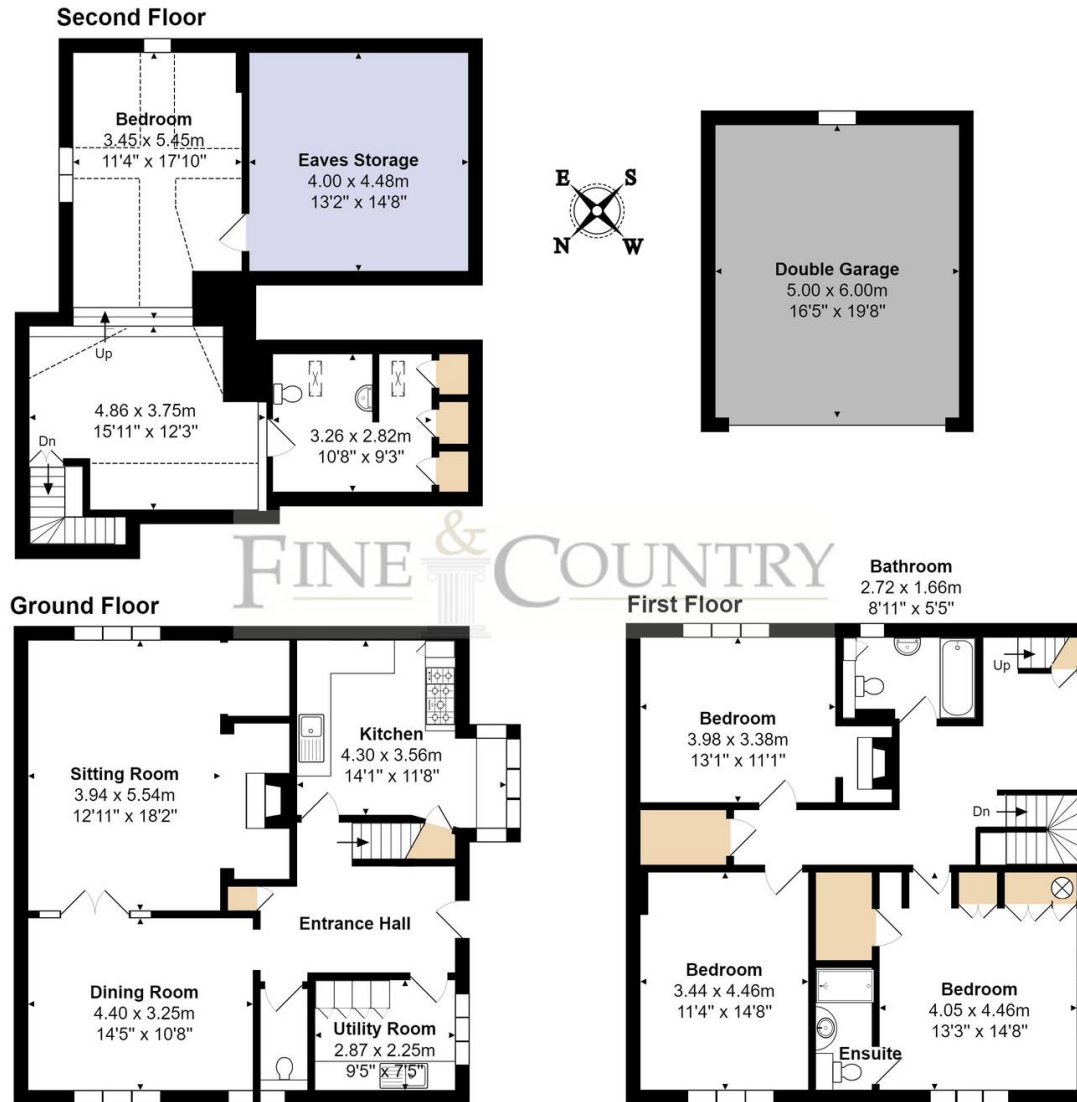 Second Floor
Bedroom
3.45 x 5.45m
11'4" x 17'10"
Eaves Storage
4.00 x 4.48m
13'2" x 14'8"
Up
4.86 x 3.75m
15'11" x 12'3"
Dn
3.26 x 2.82m
10'8" x 9'3"
E S
N W
Double Garage
5.00 x 6.00m
16'5" x 19'8"
FINE & COUNTRY
Ground Floor
Sitting Room
3.94 x 5.54m
12'11" x 18'2"
Kitchen
4.30 x 3.56m
14'1" x 11'8"
Entrance Hall
Dining Room
4.40 x 3.25m
14'5" x 10'8"
Utility Room
2.87 x 2.25m
9'5" x 7'5"
First Floor
Bathroom
2.72 x 1.66m
8'11" x 5'5"
Up
Bedroom
3.98 x 3.38m
13'1" x 11'1"
Dn
Bedroom
3.44 x 4.46m
11'4" x 14'8"
Bedroom
4.05 x 4.46m
13'3" x 14'8"
Ensuite